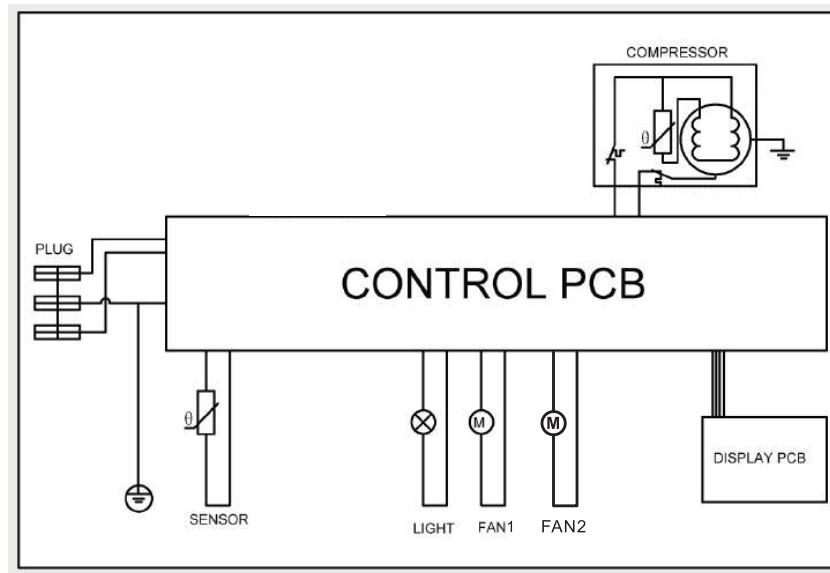 COMPRESSOR
θ
PLUG
CONTROL PCB
θ
M
M
DISPLAY PCB
SENSOR
LIGHT
FAN1
FAN2